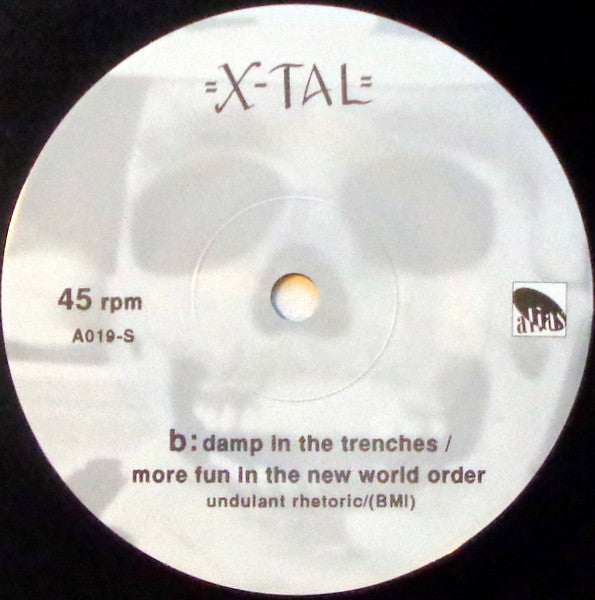 =X-TAL=
45 rpm
A019-S
alias
b: damp in the trenches /
more fun in the new world order
undulant rhetoric/(BMI)